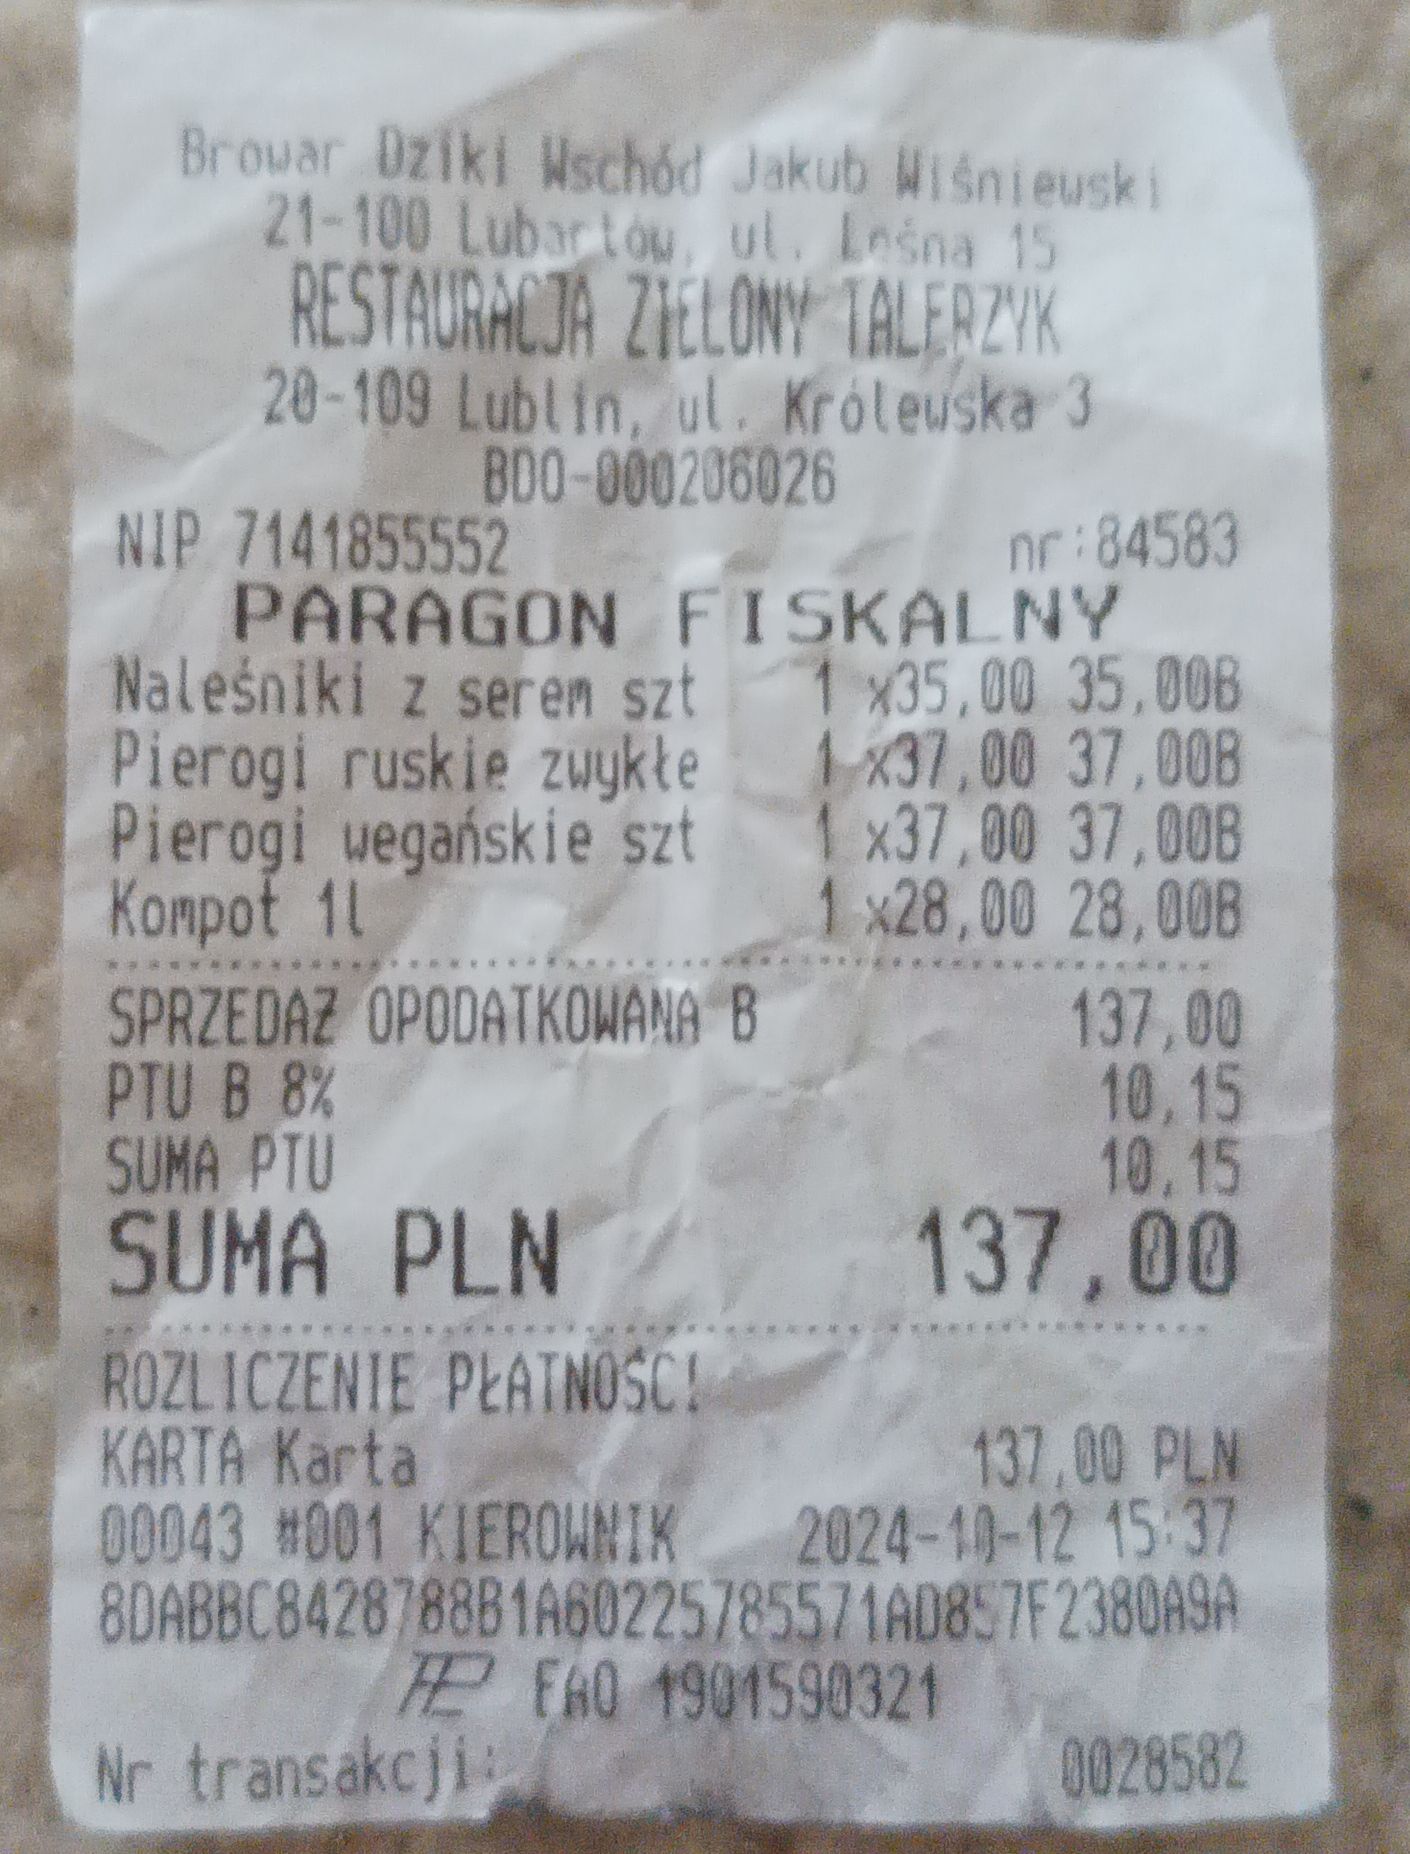 Browar Dziki Wschód Jakub Wiśniewski
21-100 Lubartów, ul. Leśna 15
RESTAURACJA ZIELONY TALERZYK
20-109 Lublin, ul. Królewska 3
BDO-000206026
NIP 7141855552 nr:84583
PARAGON FISKALNY
Naleśniki z serem szt 1 x35,00 35,00B
Pierogi ruskie zwykłe 1 x37,00 37,00B
Pierogi wegańskie szt 1 x37,00 37,00B
Kompot 1l 1 x28,00 28,00B
SPRZEDAŻ OPODATKOWANA B 137,00
PTU B 8% 10,15
SUMA PTU 10,15
SUMA PLN 137,00
ROZLICZENIE PŁATNOŚCI
KARTA Karta 137,00 PLN
00043 #001 KIEROWNIK 2024-10-12 15:37
8DABBC8428788B1A60225785571AD857F2380A9A
EAO 1901590321
Nr transakcji: 0028582